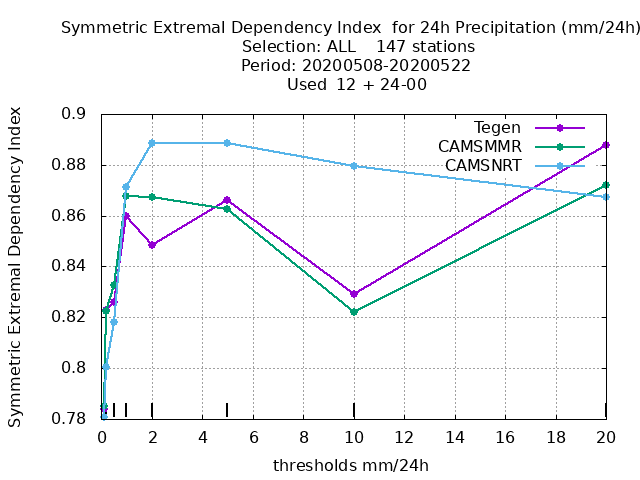 Symmetric Extremal Dependency Index  for 24h Precipitation (mm/24h)
Selection: ALL    147 stations
Period: 20200508-20200522
Used  12 + 24-00
Symmetric Extremal Dependency Index
0.9
0.88
0.86
0.84
0.82
0.8
0.78
Tegen
CAMSMMR
CAMSNRT
0 2 4 6 8 10 12 14 16 18 20
thresholds mm/24h